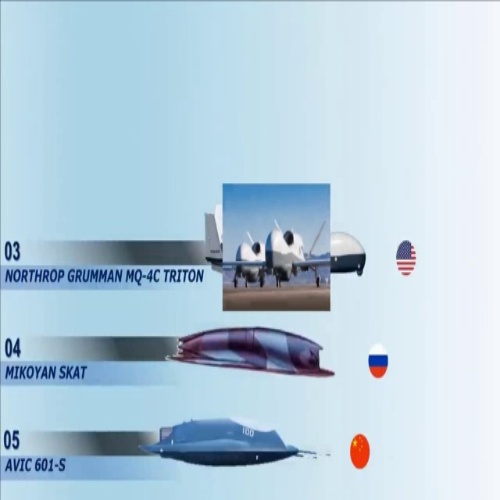 03
NORTHROP GRUMMAN MQ-4C TRITON
04
MIKOYAN SKAT
05
AVIC 601-S